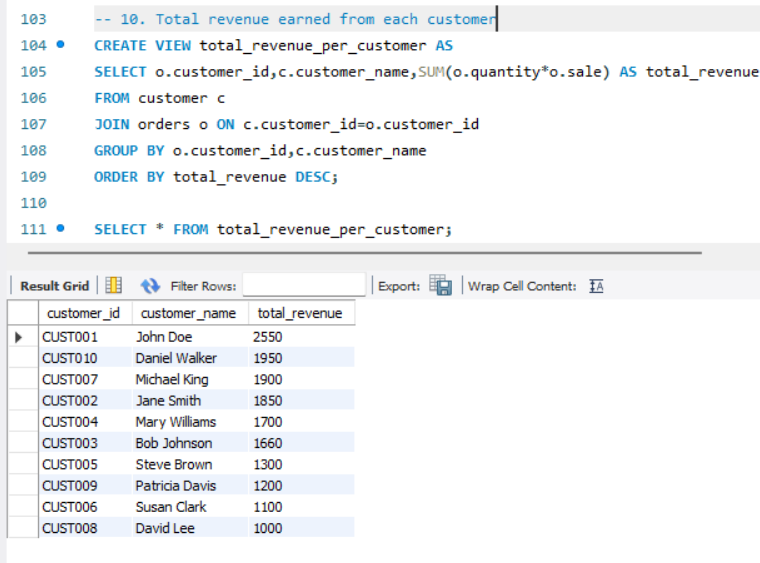 103 -- 10. Total revenue earned from each customer
104 CREATE VIEW total_revenue_per_customer AS
105 SELECT o.customer_id,c.customer_name,SUM(o.quantity*o.sale) AS total_revenue
106 FROM customer c
107 JOIN orders o ON c.customer_id=o.customer_id
108 GROUP BY o.customer_id,c.customer_name
109 ORDER BY total_revenue DESC;
110
111 SELECT * FROM total_revenue_per_customer;
Result Grid Filter Rows: Export: Wrap Cell Content: IA
customer_id customer_name total_revenue
CUST001 John Doe 2550
CUST010 Daniel Walker 1950
CUST007 Michael King 1900
CUST002 Jane Smith 1850
CUST004 Mary Williams 1700
CUST003 Bob Johnson 1660
CUST005 Steve Brown 1300
CUST009 Patricia Davis 1200
CUST006 Susan Clark 1100
CUST008 David Lee 1000